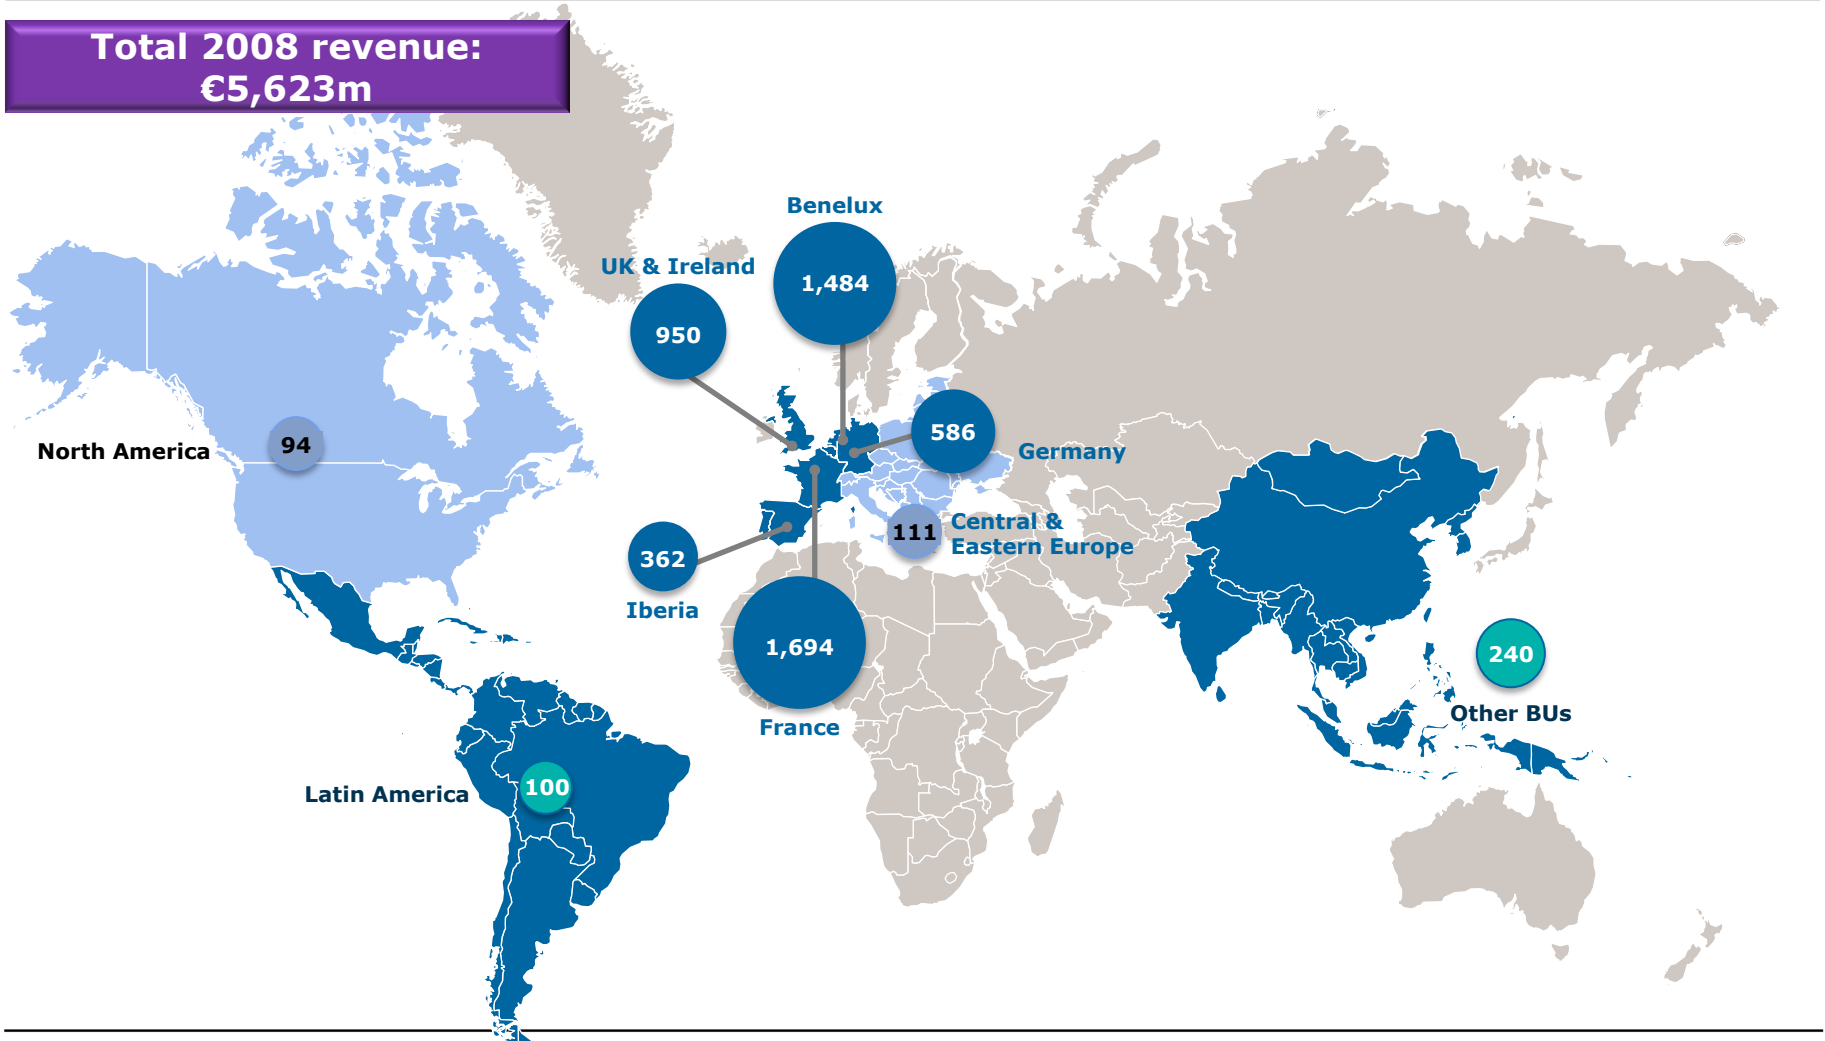 Total 2008 revenue:
€5,623m
Benelux
1,484
UK & Ireland
950
586
Germany
North America
94
111
Central &
Eastern Europe
362
Iberia
1,694
France
240
Other BUs
Latin America
100